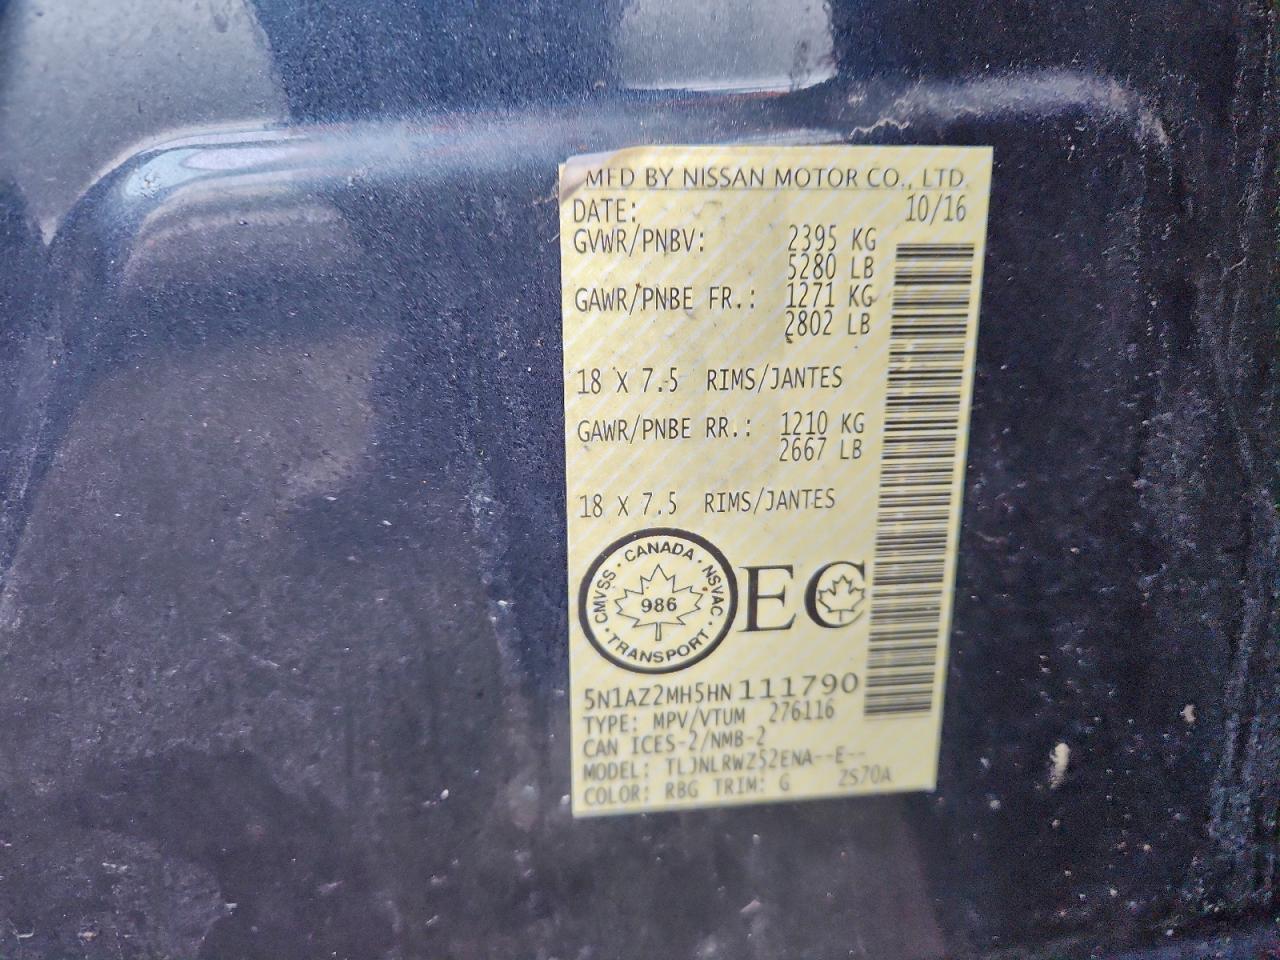 MFD BY NISSAN MOTOR CO., LTD.
DATE: 10/16
GVWR/PNBV: 2395 KG
5280 LB
GAWR/PNBE FR.: 1271 KG
2802 LB
18 X 7.5 RIMS/JANTES
GAWR/PNBE RR.: 1210 KG
2667 LB
18 X 7.5 RIMS/JANTES
CMVSS · CANADA · NSVAC · TRANSPORT ·
986
EC
5N1AZ2MH5HN111790
TYPE: MPV/VTUM 276116
CAN ICES-2/NMB-2
MODEL: TLJNLRWZ52ENA--E--
COLOR: RBG TRIM: G ZS70A